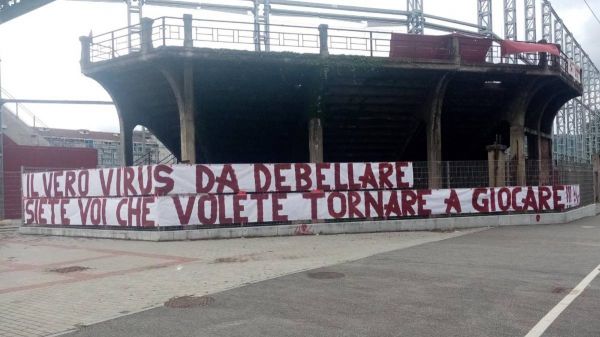 IL VERO VIRUS DA DEBELLARE
SIETE VOI CHE VOLETE TORNARE A GIOCARE!!